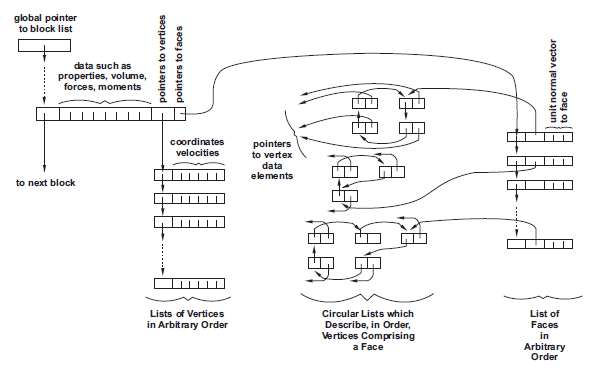 global pointer
to block list
data such as
properties, volume,
forces, moments
pointers to vertices
pointers to faces
unit normal vector
to face
coordinates
velocities
pointers
to vertex
data
elements
to next block
Lists of Vertices
in Arbitrary Order
Circular Lists which
Describe, in Order,
Vertices Comprising
a Face
List of
Faces
in
Arbitrary
Order